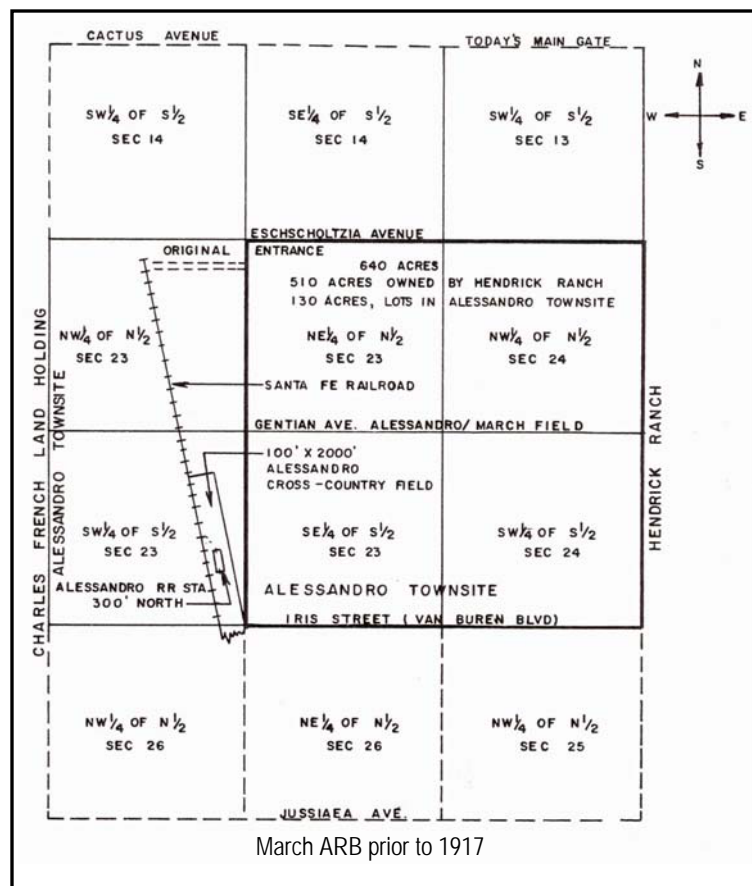 CACTUS AVENUE
TODAY'S MAIN GATE
N
W E
S
SW¼ OF S½
SEC 14
SE¼ OF S½
SEC 14
SW¼ OF S½
SEC 13
ESCHSCHOLTZIA AVENUE
ORIGINAL ENTRANCE
640 ACRES
510 ACRES OWNED BY HENDRICK RANCH
130 ACRES, LOTS IN ALESSANDRO TOWNSITE
NW¼ OF N½
SEC 23
NE¼ OF N½
SEC 23
NW¼ OF N½
SEC 24
SANTA FE RAILROAD
CHARLES FRENCH LAND HOLDING
ALESSANDRO TOWNSITE
HENDRICK RANCH
GENTIAN AVE. ALESSANDRO/ MARCH FIELD
100' X 2000'
ALESSANDRO
CROSS-COUNTRY FIELD
SW¼ OF S½
SEC 23
SE¼ OF S½
SEC 23
SW¼ OF S½
SEC 24
ALESSANDRO RR STA.
300' NORTH
ALESSANDRO TOWNSITE
IRIS STREET (VAN BUREN BLVD)
NW¼ OF N½
SEC 26
NE¼ OF N½
SEC 26
NW¼ OF N½
SEC 25
JUSSIAEA AVE.
March ARB prior to 1917